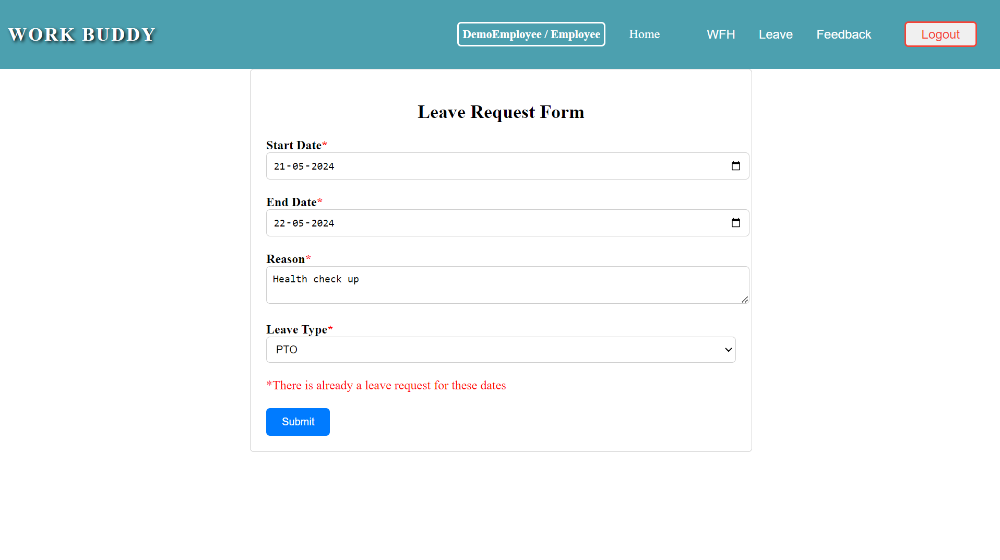 WORK BUDDY
DemoEmployee / Employee
Home
WFH
Leave
Feedback
Logout
Leave Request Form
Start Date*
21-05-2024
End Date*
22-05-2024
Reason*
Health check up
Leave Type*
PTO
*There is already a leave request for these dates
Submit